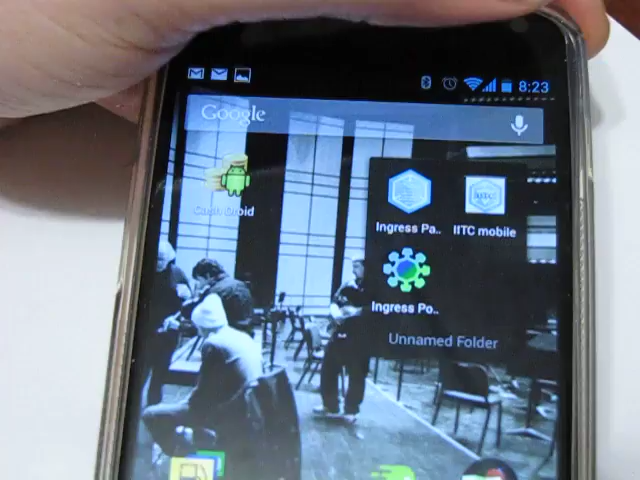 8:23
Google
Cash Droid
Ingress Pa..
IITC mobile
Ingress Po..
Unnamed Folder